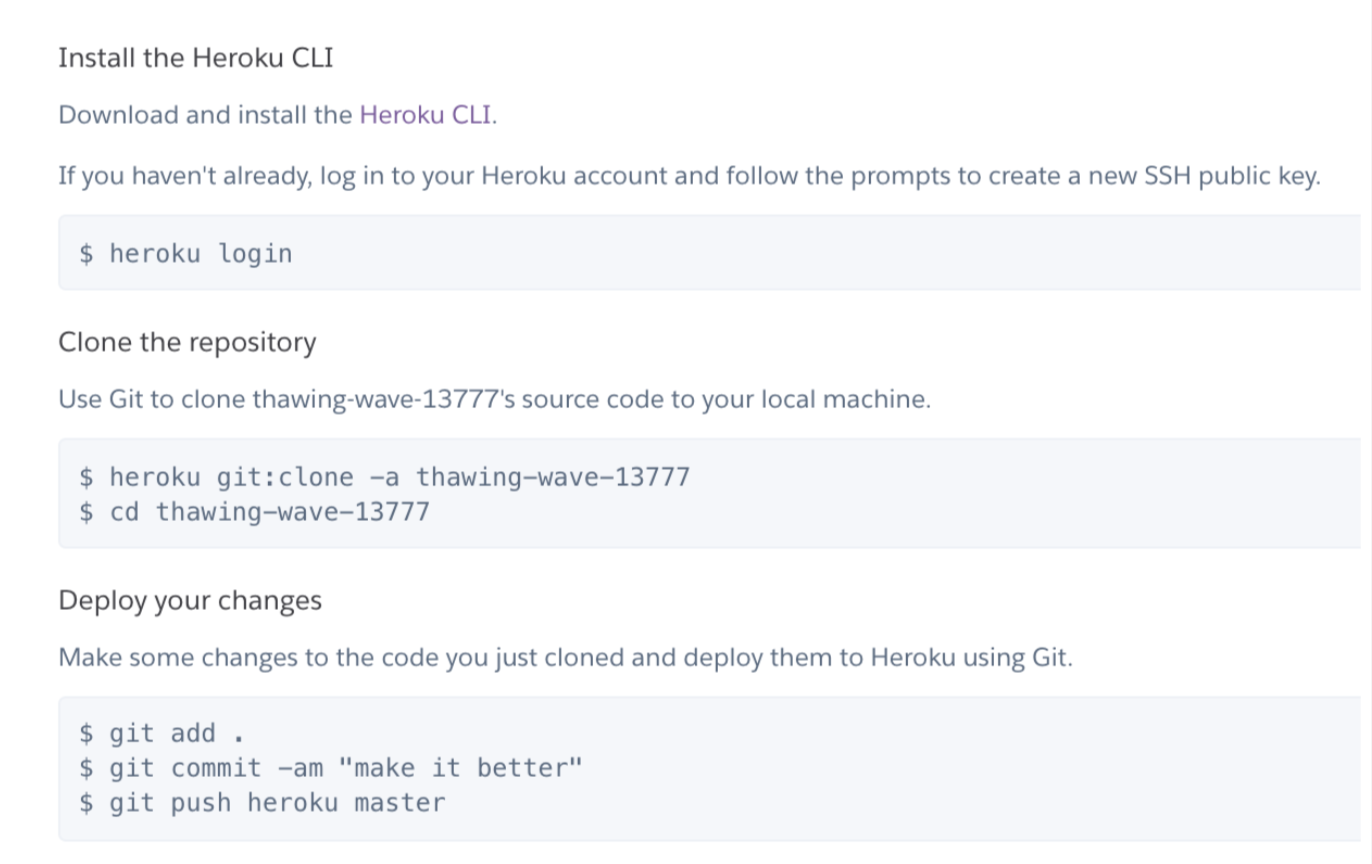 Install the Heroku CLI
Download and install the Heroku CLI.
If you haven't already, log in to your Heroku account and follow the prompts to create a new SSH public key.
$ heroku login
Clone the repository
Use Git to clone thawing-wave-13777's source code to your local machine.
$ heroku git:clone -a thawing-wave-13777
$ cd thawing-wave-13777
Deploy your changes
Make some changes to the code you just cloned and deploy them to Heroku using Git.
$ git add .
$ git commit -am "make it better"
$ git push heroku master